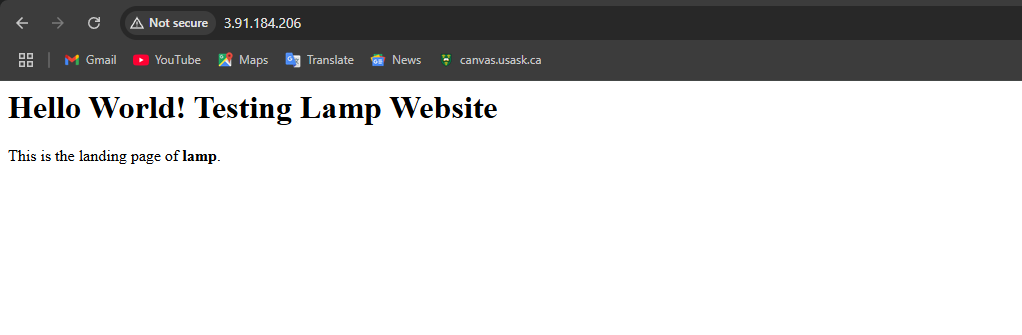 Not secure 3.91.184.206
Gmail YouTube Maps Translate News canvas.usask.ca
Hello World! Testing Lamp Website
This is the landing page of lamp.